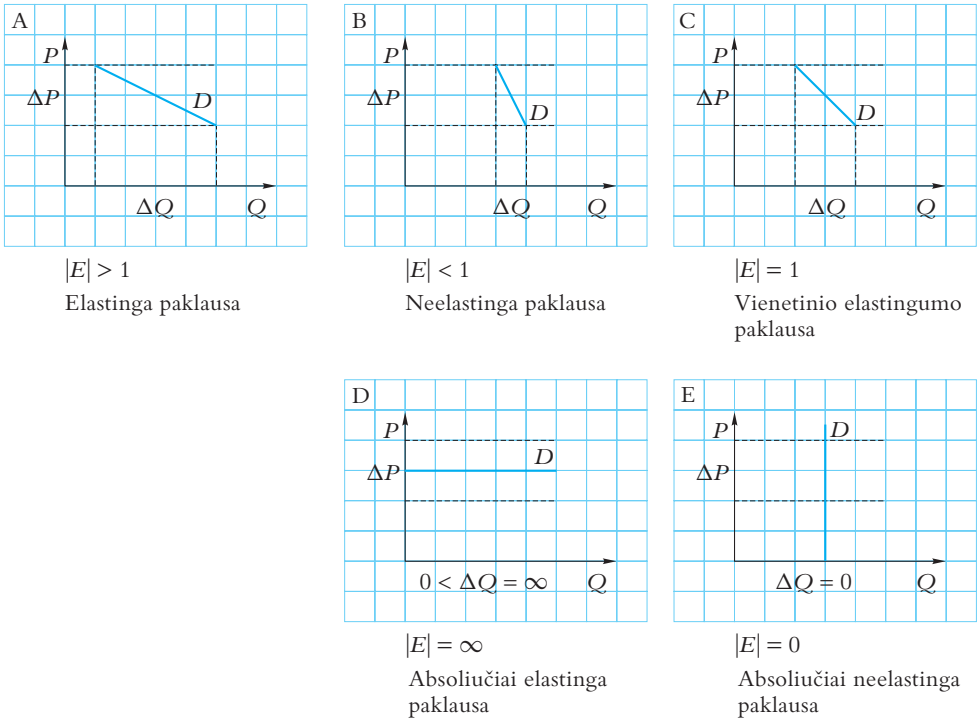 A
P
ΔP
D
ΔQ
Q
|E| > 1
Elastinga paklausa
B
P
ΔP
D
ΔQ
Q
|E| < 1
Neelastinga paklausa
C
P
ΔP
D
ΔQ
Q
|E| = 1
Vienetinio elastingumo
paklausa
D
P
ΔP
D
0 < ΔQ = ∞
Q
|E| = ∞
Absoliučiai elastinga
paklausa
E
P
ΔP
D
ΔQ = 0
Q
|E| = 0
Absoliučiai neelastinga
paklausa